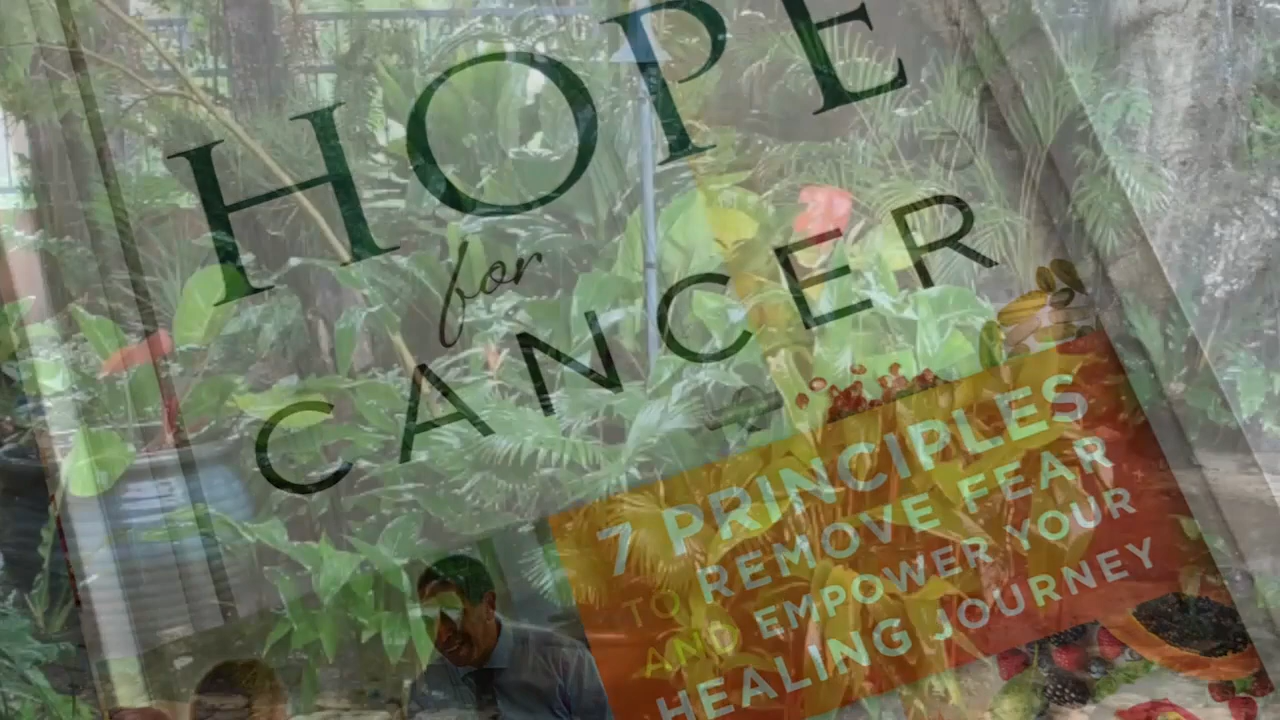 HOPE
for
CANCER
7 PRINCIPLES
TO REMOVE FEAR
AND EMPOWER YOUR
HEALING JOURNEY